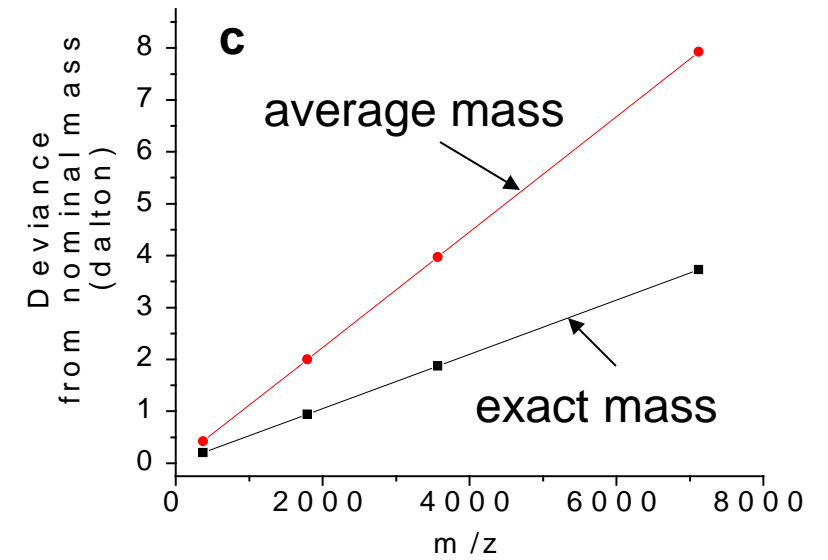 c
Deviance
from nominal mass
(dalton)
8
7
6
5
4
3
2
1
0
average mass
exact mass
0 2000 4000 6000 8000
m/z